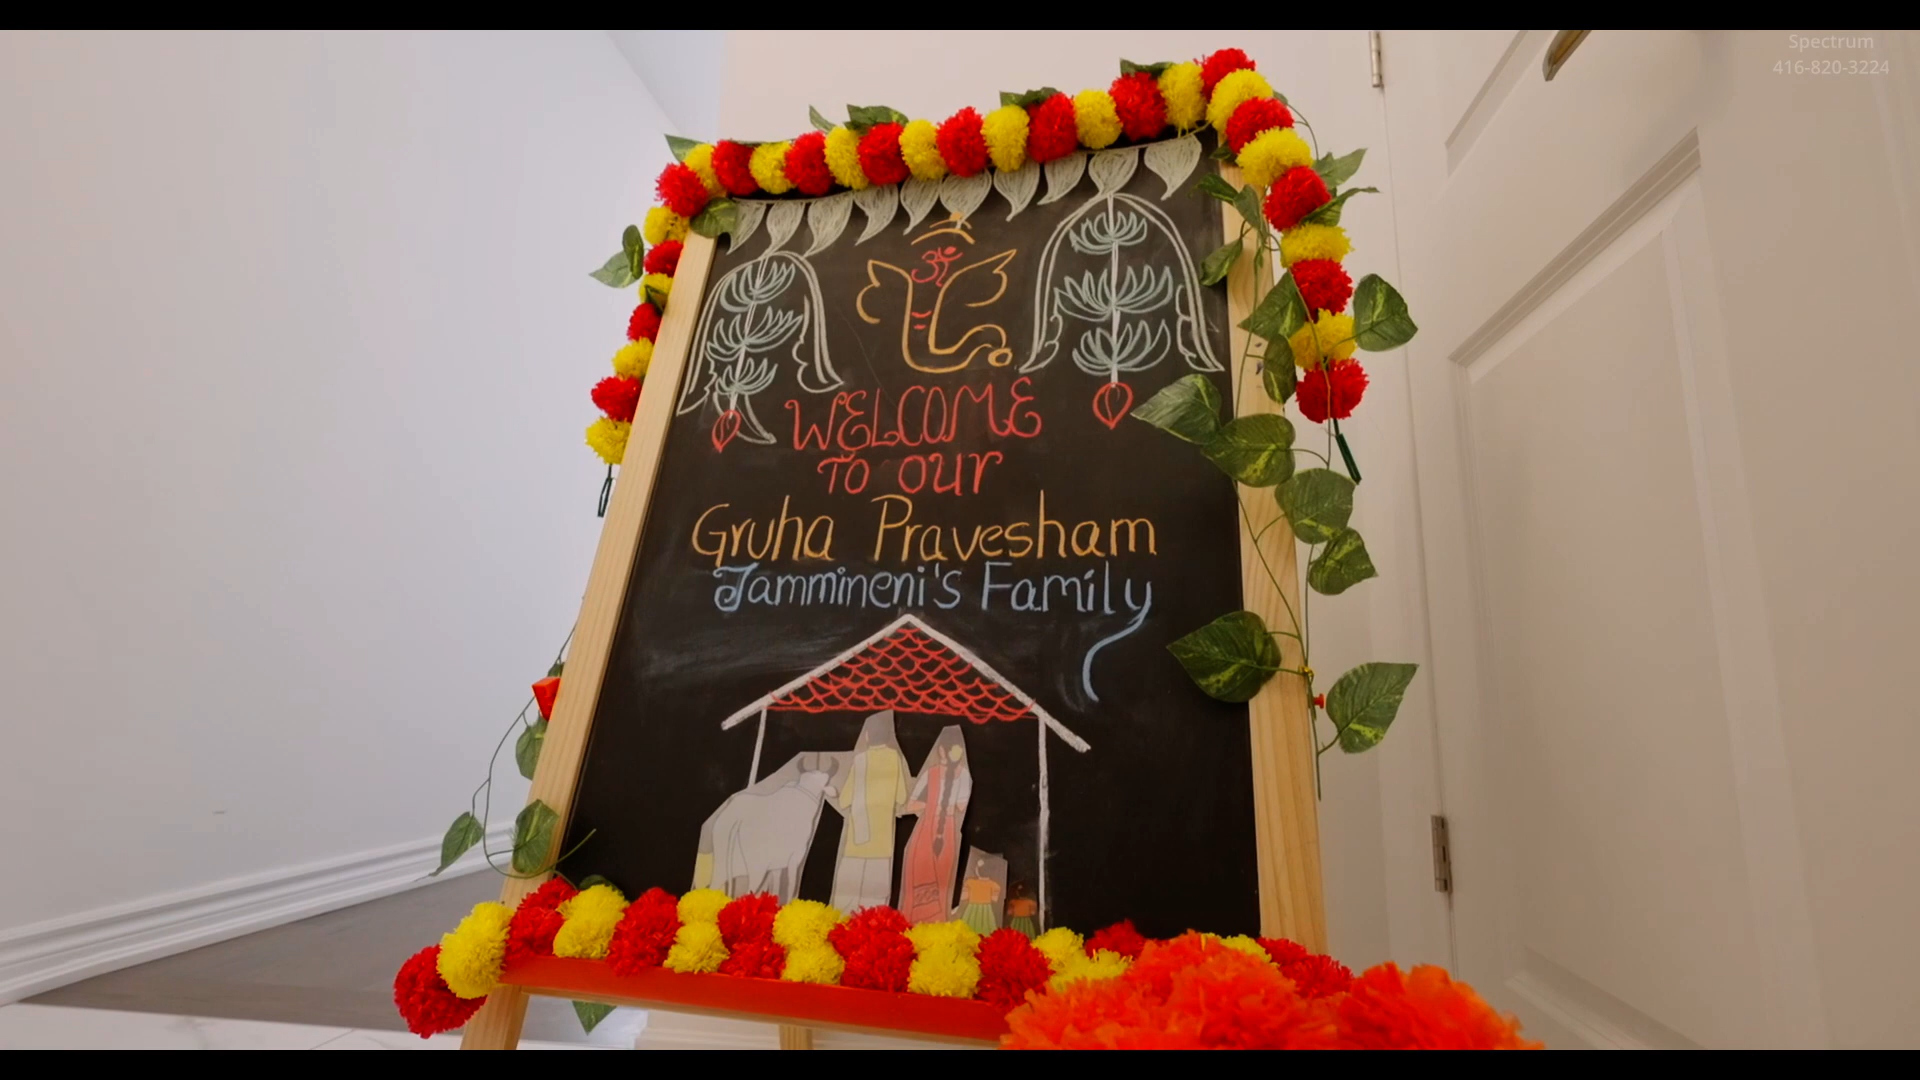 Spectrum
416-820-3224
ॐ
WELCOME
TO OUR
Gruha Pravesham
Jammineni's Family